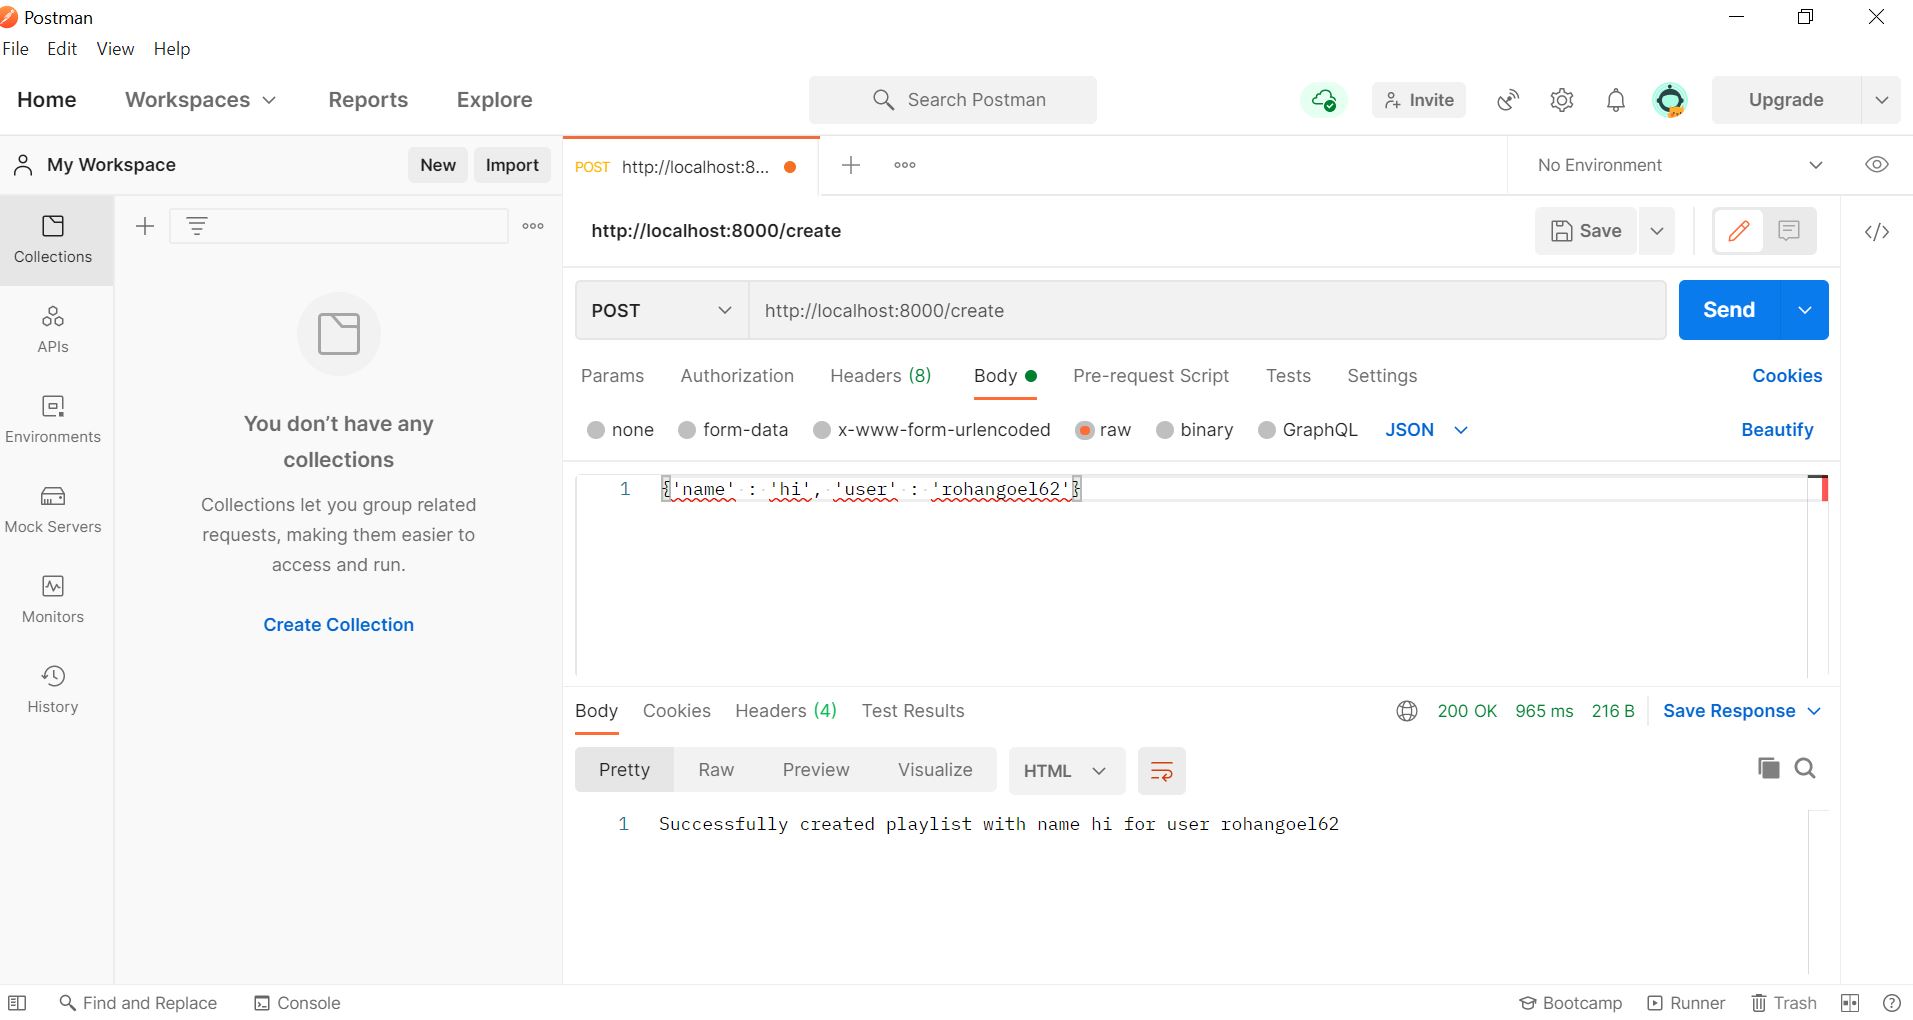 Postman
File Edit View Help
Home Workspaces Reports Explore Search Postman Invite Upgrade
My Workspace New Import POST http://localhost:8... No Environment
Collections
http://localhost:8000/create Save
POST http://localhost:8000/create Send
APIs
Params Authorization Headers (8) Body Pre-request Script Tests Settings Cookies
Environments
You don’t have any
collections
none form-data x-www-form-urlencoded raw binary GraphQL JSON Beautify
Collections let you group related
requests, making them easier to
access and run.
1 {'name' : 'hi', 'user' : 'rohangoel62'}
Mock Servers
Monitors
Create Collection
History
Body Cookies Headers (4) Test Results 200 OK 965 ms 216 B Save Response
Pretty Raw Preview Visualize HTML
1 Successfully created playlist with name hi for user rohangoel62
Find and Replace Console Bootcamp Runner Trash